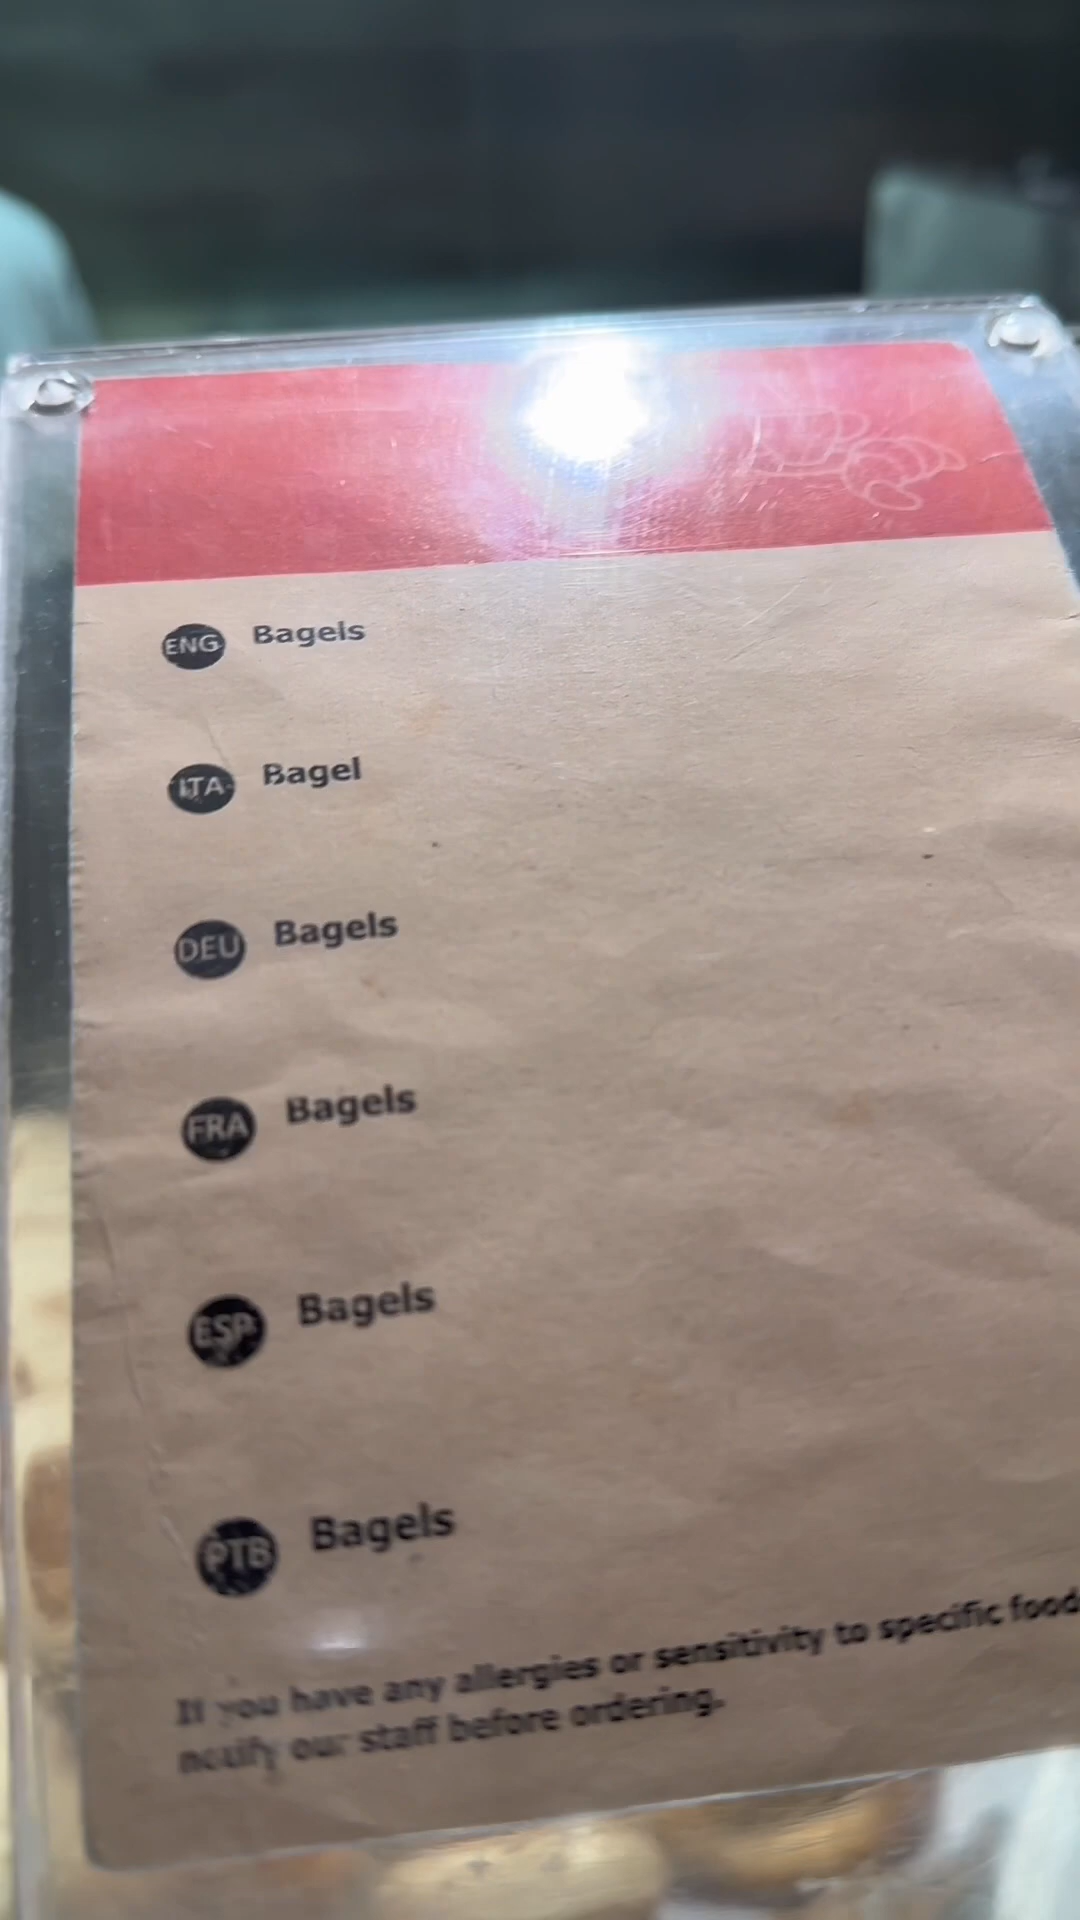 ENG Bagels
ITA Bagel
DEU Bagels
FRA Bagels
ESP Bagels
PTB Bagels
If you have any allergies or sensitivity to specific food
notify our staff before ordering.